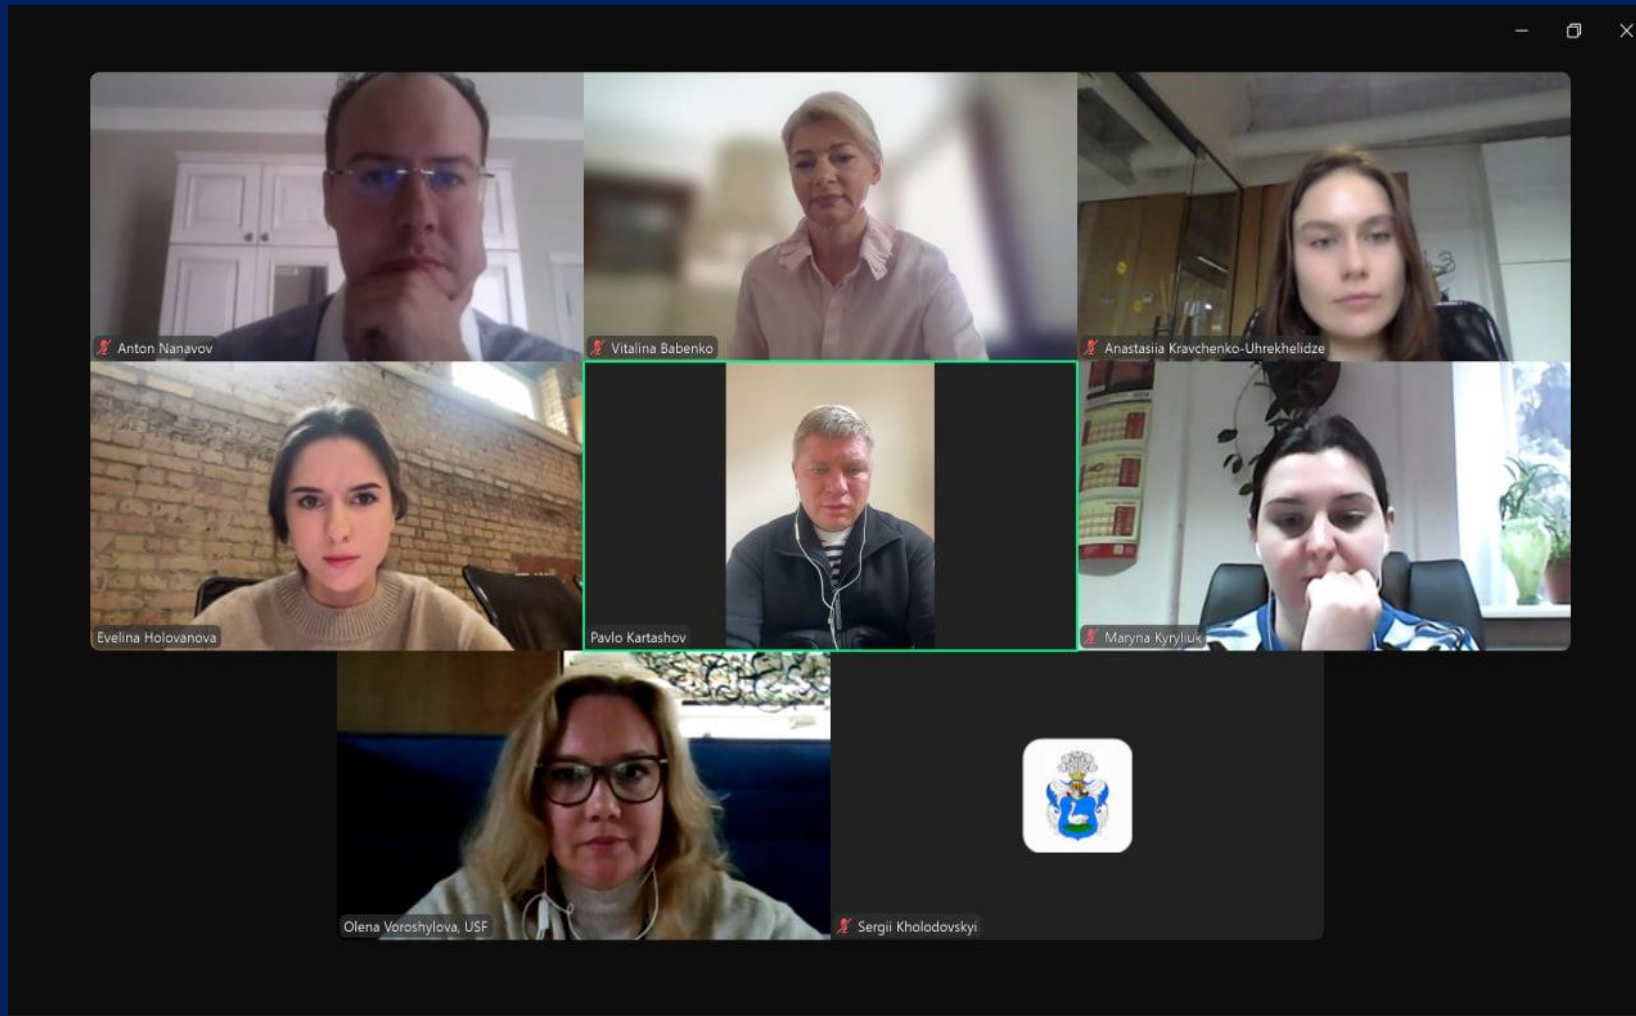 Anton Nanavov
Vitalina Babenko
Anastasiia Kravchenko-Uhrekhelidze
Evelina Holovanova
Pavlo Kartashov
Maryna Kyryliuk
Olena Voroshylova, USF
Sergii Kholodovskyi